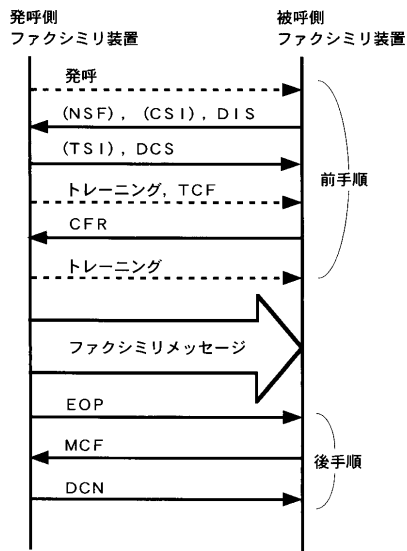 発呼側
ファクシミリ装置
被呼側
ファクシミリ装置
発呼
(NSF), (CSI), DIS
(TSI), DCS
トレーニング, TCF
CFR
トレーニング
前手順
ファクシミリメッセージ
EOP
MCF
DCN
後手順